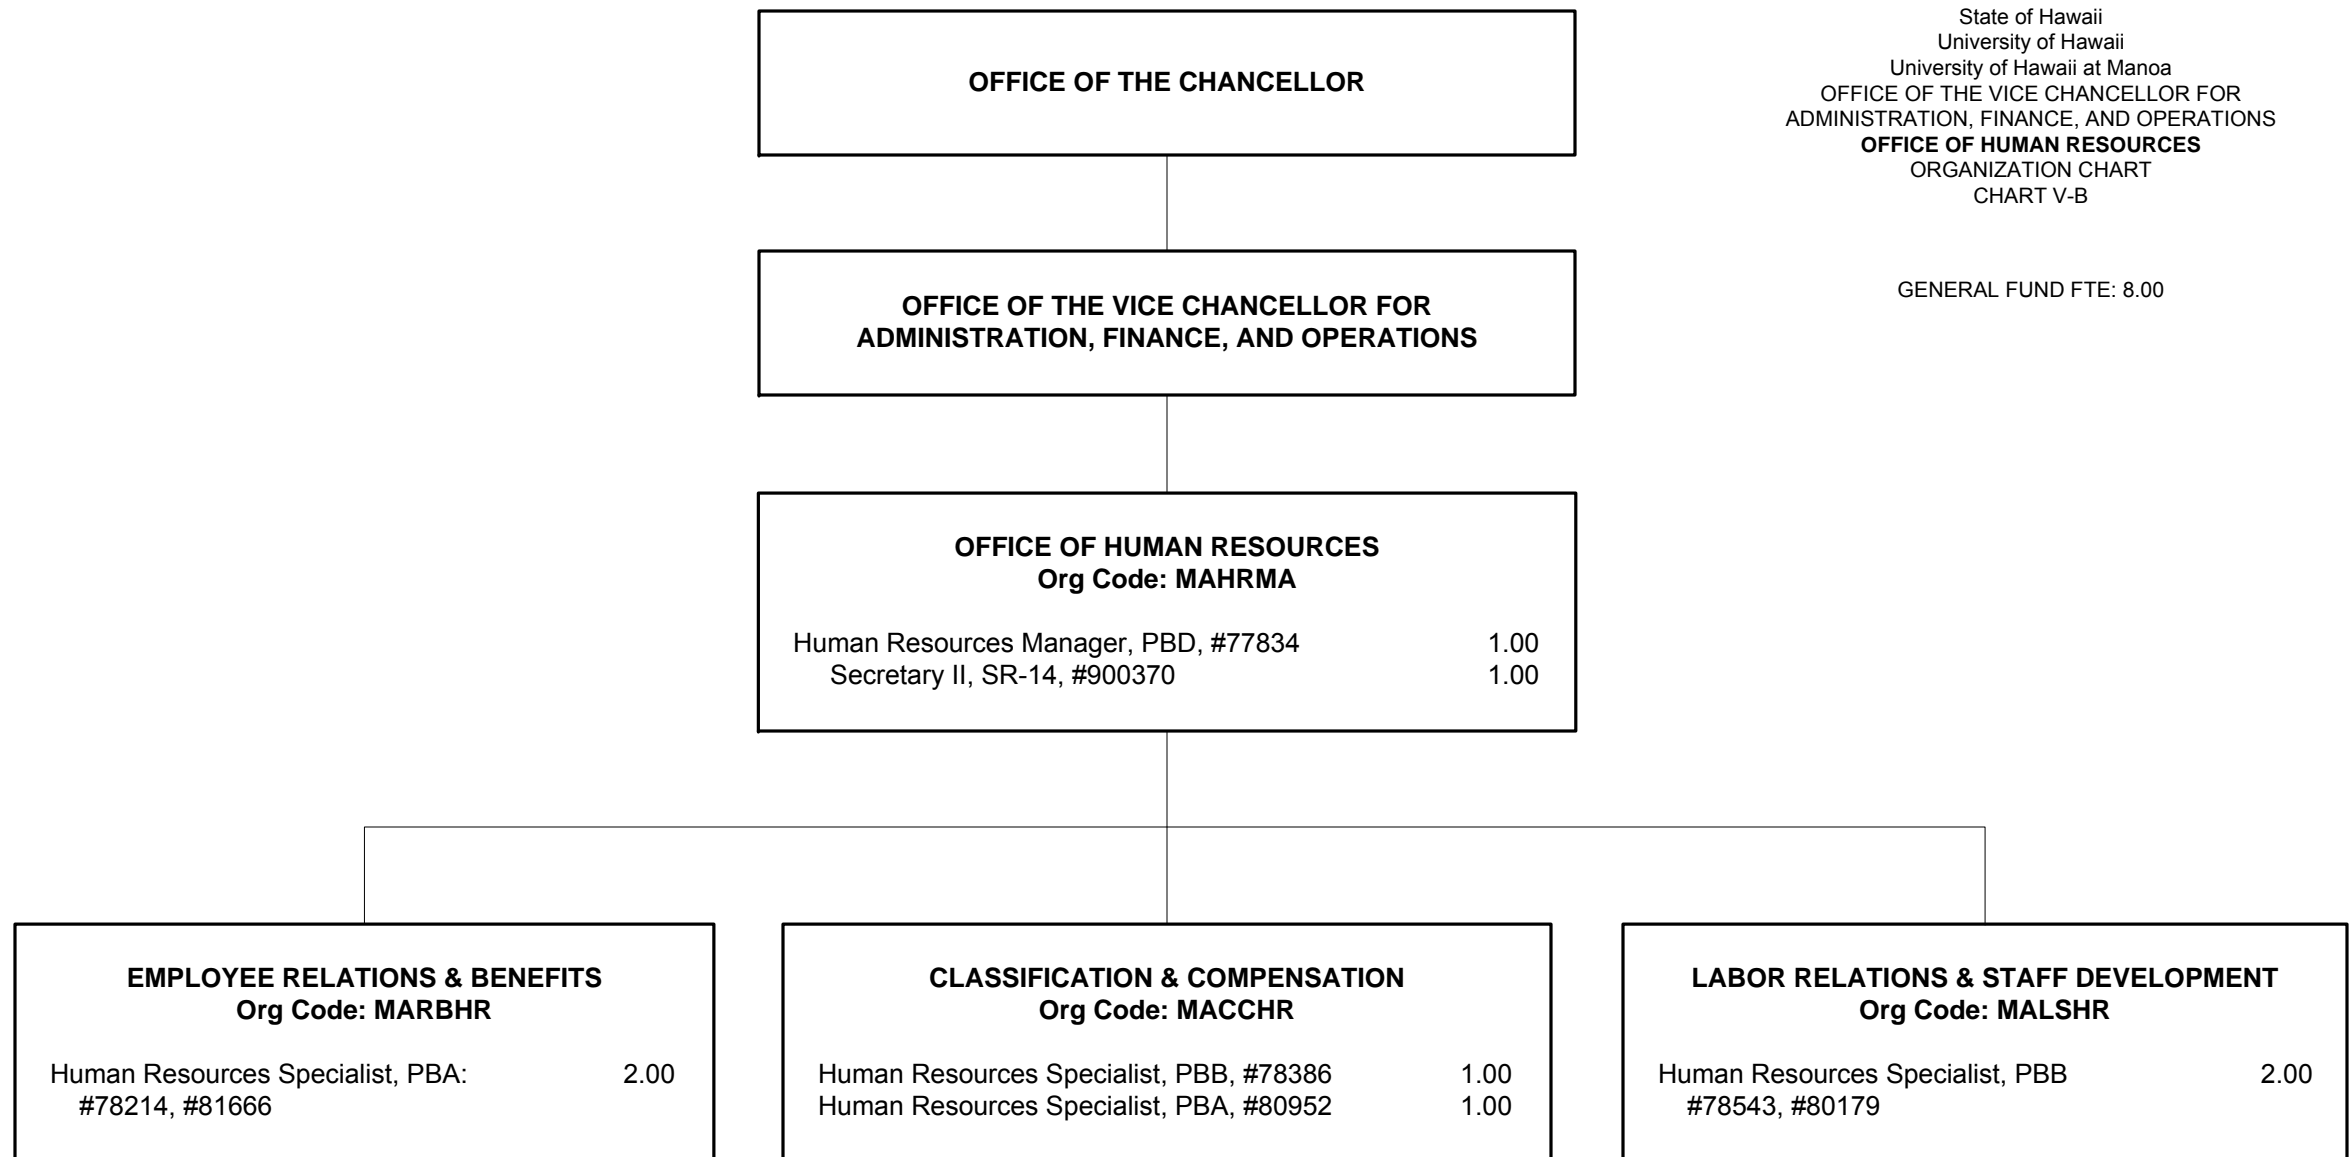 State of Hawaii
University of Hawaii
University of Hawaii at Manoa
OFFICE OF THE VICE CHANCELLOR FOR
ADMINISTRATION, FINANCE, AND OPERATIONS
OFFICE OF HUMAN RESOURCES
ORGANIZATION CHART
CHART V-B
GENERAL FUND FTE: 8.00
OFFICE OF THE CHANCELLOR
OFFICE OF THE VICE CHANCELLOR FOR
ADMINISTRATION, FINANCE, AND OPERATIONS
OFFICE OF HUMAN RESOURCES
Org Code: MAHRMA
Human Resources Manager, PBD, #77834 1.00
Secretary II, SR-14, #900370 1.00
EMPLOYEE RELATIONS & BENEFITS
Org Code: MARBHR
Human Resources Specialist, PBA: 2.00
#78214, #81666
CLASSIFICATION & COMPENSATION
Org Code: MACCHR
Human Resources Specialist, PBB, #78386 1.00
Human Resources Specialist, PBA, #80952 1.00
LABOR RELATIONS & STAFF DEVELOPMENT
Org Code: MALSHR
Human Resources Specialist, PBB 2.00
#78543, #80179